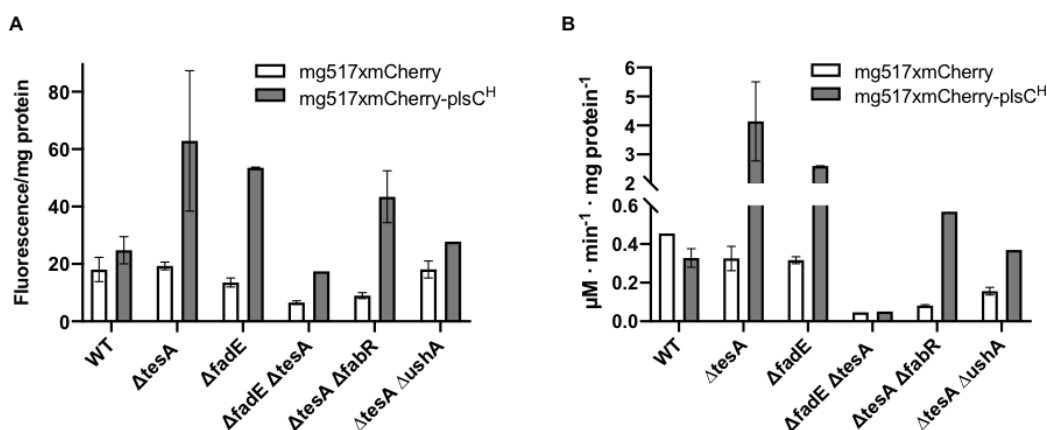 A
Fluorescence/mg protein
80
60
40
20
0
mg517xmCherry
mg517xmCherry-plsCᴴ
WT
ΔtesA
ΔfadE
ΔfadE ΔtesA
ΔtesA ΔfabR
ΔtesA ΔushA
B
µM · min⁻¹ · mg protein⁻¹
6
5
4
3
2
0.6
0.4
0.2
0.0
mg517xmCherry
mg517xmCherry-plsCᴴ
WT
ΔtesA
ΔfadE
ΔfadE ΔtesA
ΔtesA ΔfabR
ΔtesA ΔushA